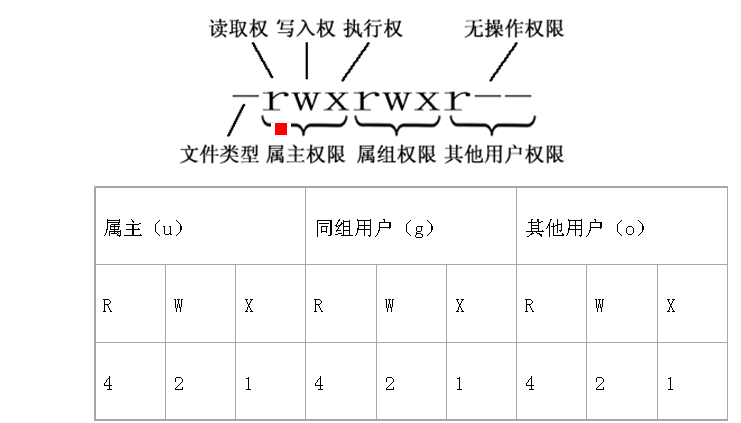 读取权 写入权 执行权 无操作权限
-rwxrwxr--
文件类型 属主权限 属组权限 其他用户权限
属主（u） 同组用户（g） 其他用户（o）
R W X R W X R W X
4 2 1 4 2 1 4 2 1